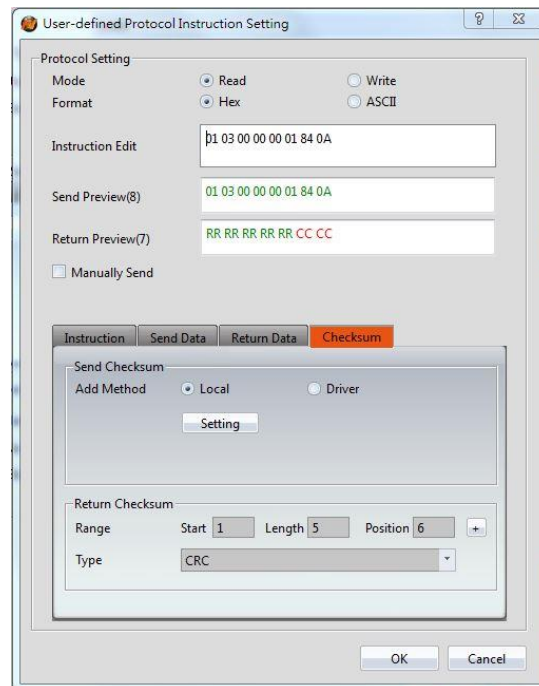 User-defined Protocol Instruction Setting
Protocol Setting
Mode Read Write
Format Hex ASCII
Instruction Edit 01 03 00 00 00 01 84 0A
Send Preview(8) 01 03 00 00 00 01 84 0A
Return Preview(7) RR RR RR RR RR CC CC
Manually Send
Instruction Send Data Return Data Checksum
Send Checksum
Add Method Local Driver
Setting
Return Checksum
Range Start 1 Length 5 Position 6 +
Type CRC
OK Cancel